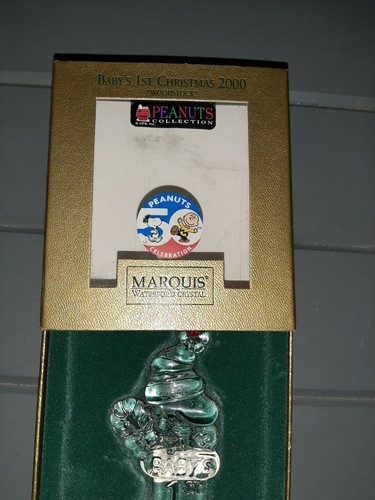 BABY'S 1ST CHRISTMAS 2000
"WOODSTOCK"
PEANUTS
COLLECTION
PEANUTS
50
CELEBRATION
MARQUIS
WATERFORD CRYSTAL
BABY'S